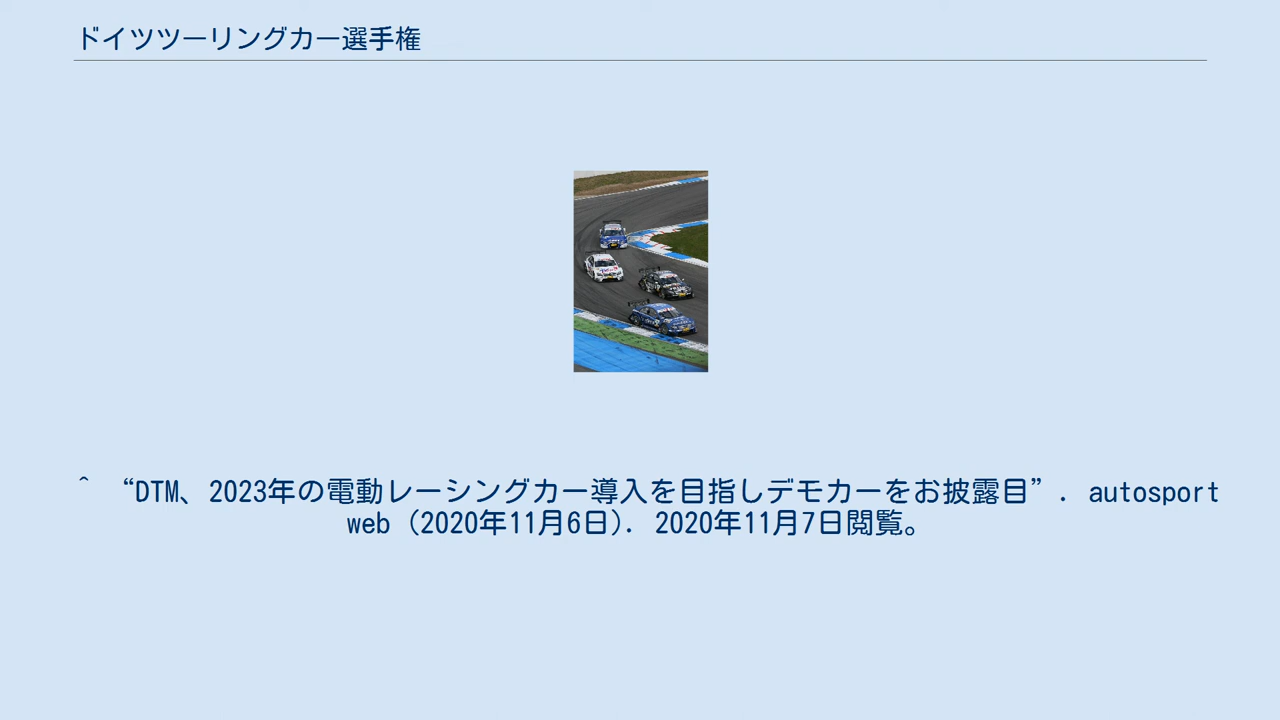 ドイツツーリングカー選手権
^ “DTM、2023年の電動レーシングカー導入を目指しデモカーをお披露目”. autosport
web (2020年11月6日). 2020年11月7日閲覧。